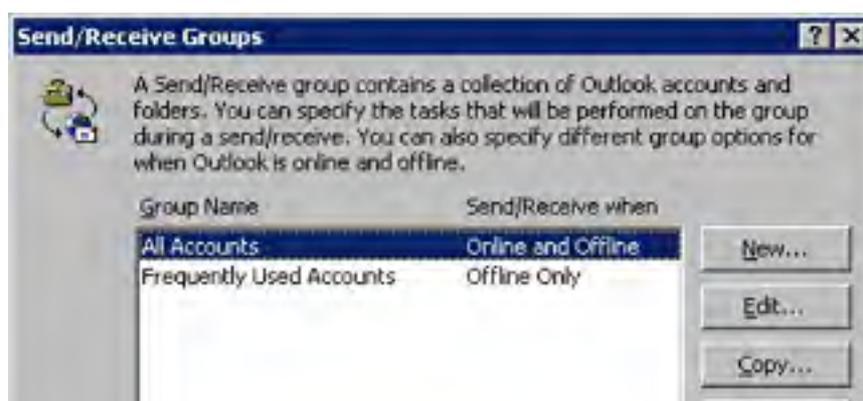 Send/Receive Groups
A Send/Receive group contains a collection of Outlook accounts and
folders. You can specify the tasks that will be performed on the group
during a send/receive. You can also specify different group options for
when Outlook is online and offline.
Group Name Send/Receive when
All Accounts Online and Offline
New...
Frequently Used Accounts Offline Only
Edit...
Copy...